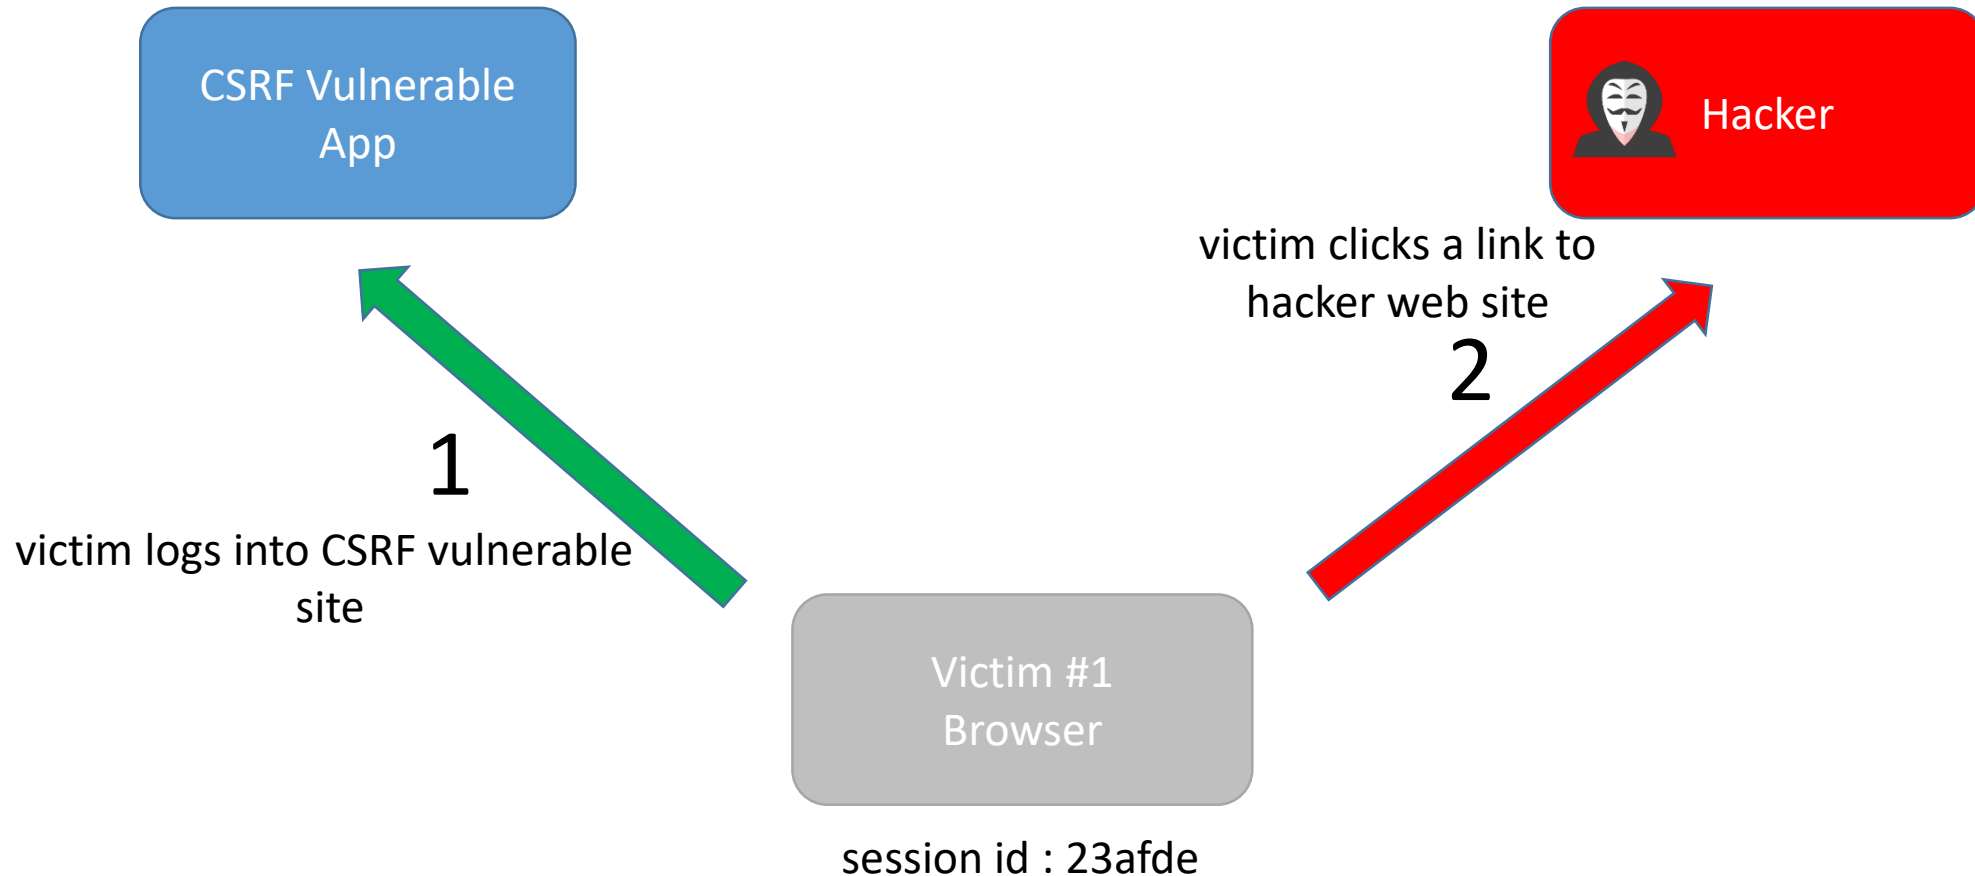 CSRF Vulnerable
App
Hacker
victim clicks a link to
hacker web site
2
1
victim logs into CSRF vulnerable
site
Victim #1
Browser
session id : 23afde